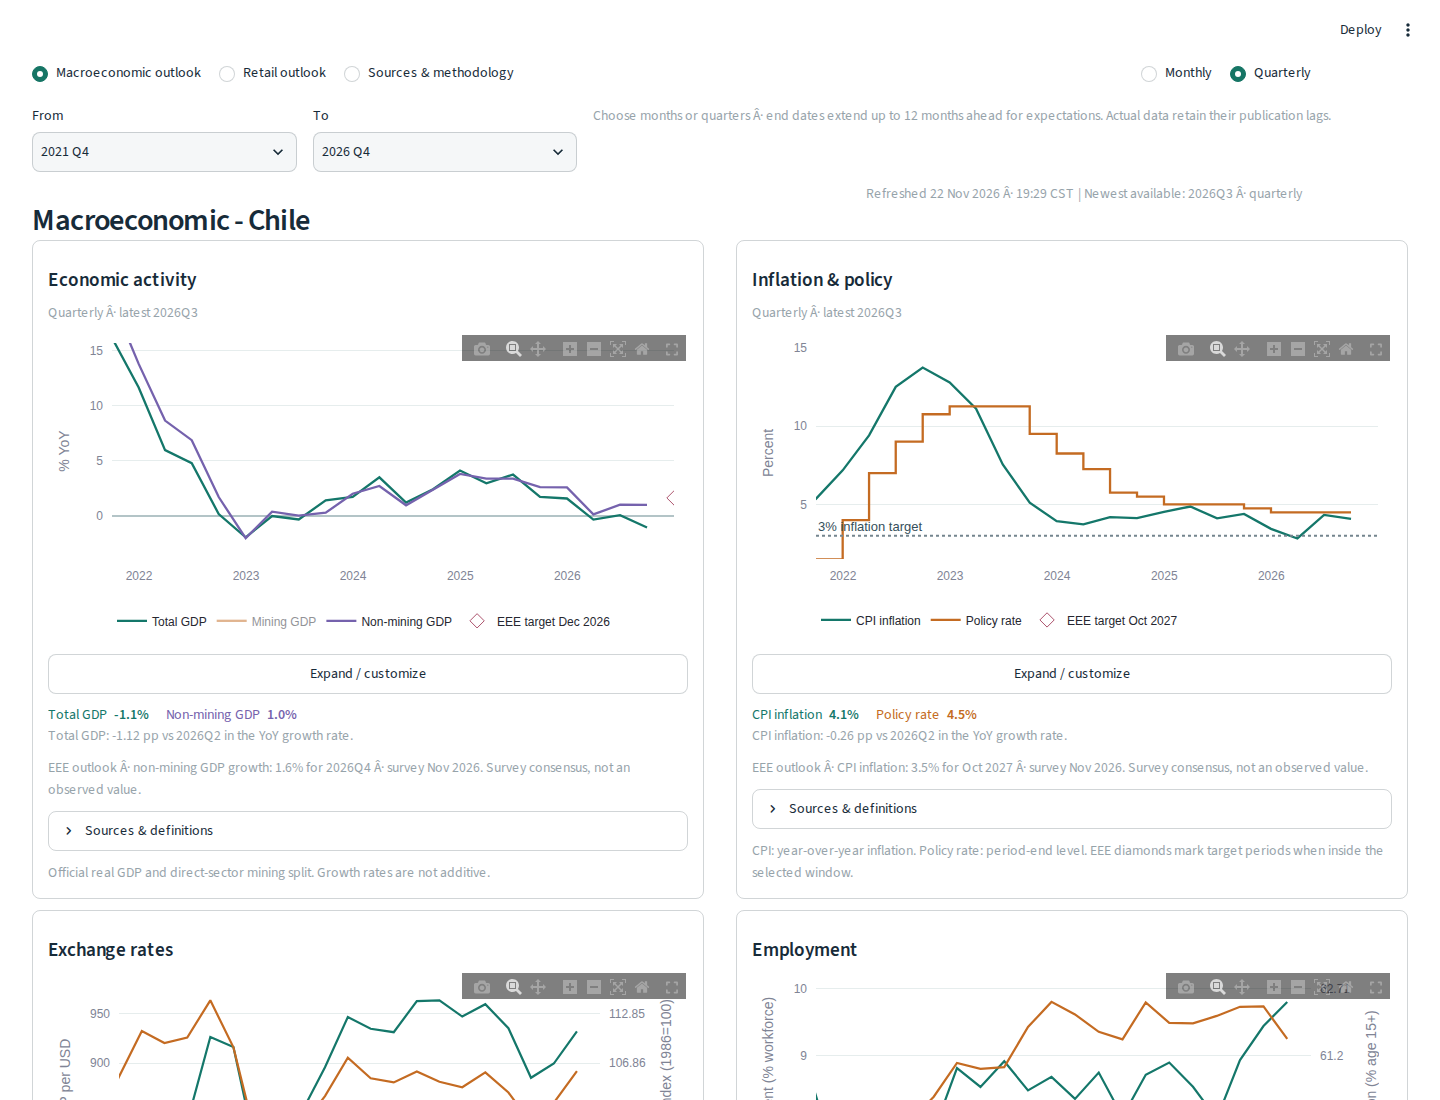 Deploy
Macroeconomic outlook Retail outlook Sources & methodology Monthly Quarterly
From To Choose months or quarters Â· end dates extend up to 12 months ahead for expectations. Actual data retain their publication lags.
2021 Q4 2026 Q4
Refreshed 22 Nov 2026 Â· 19:29 CST | Newest available: 2026Q3 Â· quarterly
Macroeconomic - Chile
Economic activity
Quarterly Â· latest 2026Q3
15
10
5
0
% YoY
2022 2023 2024 2025 2026
Total GDP Mining GDP Non-mining GDP EEE target Dec 2026
Expand / customize
Total GDP -1.1% Non-mining GDP 1.0%
Total GDP: -1.12 pp vs 2026Q2 in the YoY growth rate.
EEE outlook Â· non-mining GDP growth: 1.6% for 2026Q4 Â· survey Nov 2026. Survey consensus, not an
observed value.
Sources & definitions
Official real GDP and direct-sector mining split. Growth rates are not additive.
Inflation & policy
Quarterly Â· latest 2026Q3
15
10
5
Percent
3% inflation target
2022 2023 2024 2025 2026
CPI inflation Policy rate EEE target Oct 2027
Expand / customize
CPI inflation 4.1% Policy rate 4.5%
CPI inflation: -0.26 pp vs 2026Q2 in the YoY growth rate.
EEE outlook Â· CPI inflation: 3.5% for Oct 2027 Â· survey Nov 2026. Survey consensus, not an observed value.
Sources & definitions
CPI: year-over-year inflation. Policy rate: period-end level. EEE diamonds mark target periods when inside the
selected window.
Exchange rates
950 112.85
900 106.86
per USD
(1986=100)
Employment
10
9 61.2
(% workforce)
(% age 15+)